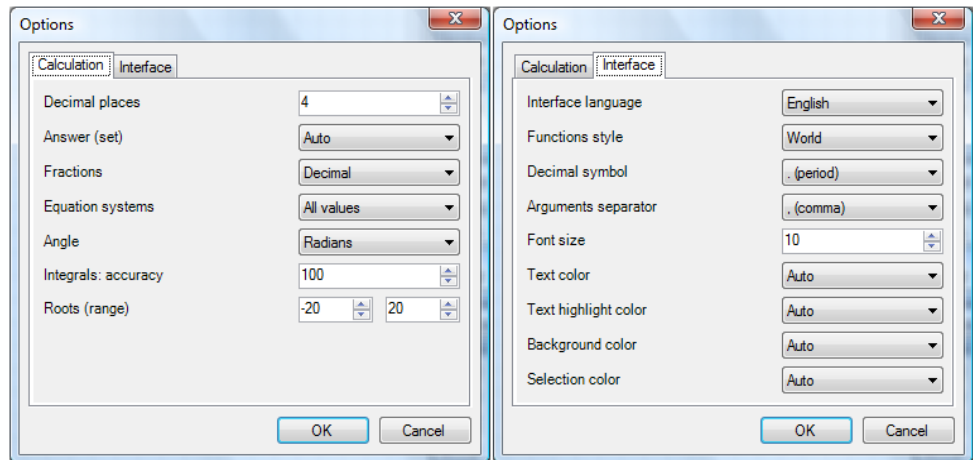 Options
Calculation Interface
Decimal places 4
Answer (set) Auto
Fractions Decimal
Equation systems All values
Angle Radians
Integrals: accuracy 100
Roots (range) -20 20
OK Cancel
Options
Calculation Interface
Interface language English
Functions style World
Decimal symbol . (period)
Arguments separator , (comma)
Font size 10
Text color Auto
Text highlight color Auto
Background color Auto
Selection color Auto
OK Cancel